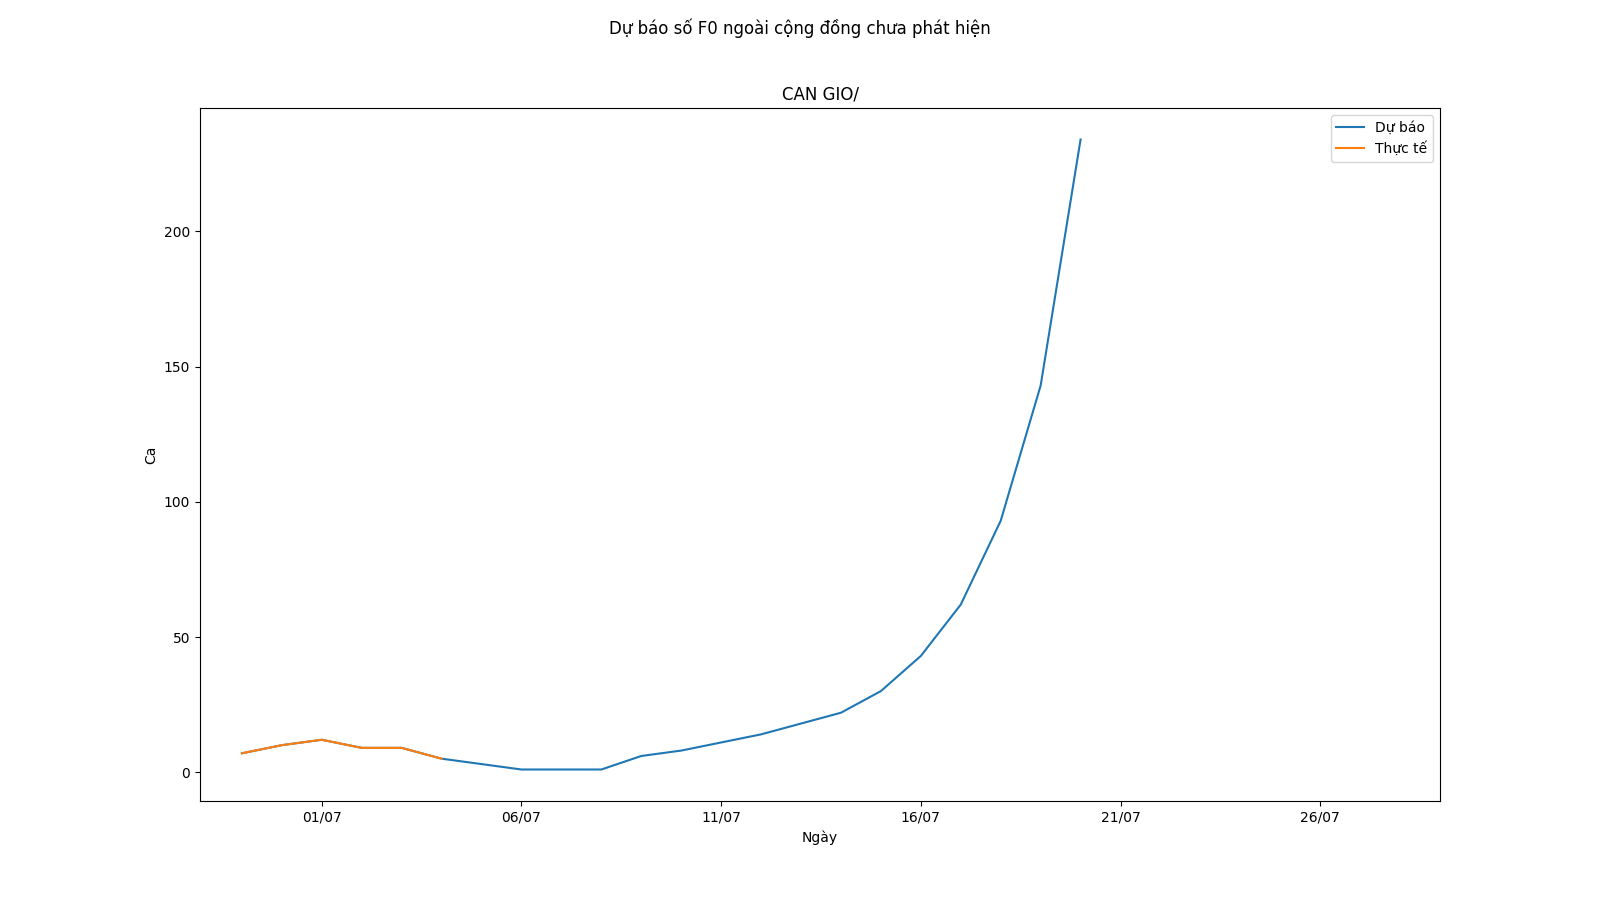 Dự báo số F0 ngoài cộng đồng chưa phát hiện
CAN GIO/
Dự báo
Thực tế
200
150
100
50
0
Ca
01/07 06/07 11/07 16/07 21/07 26/07
Ngày